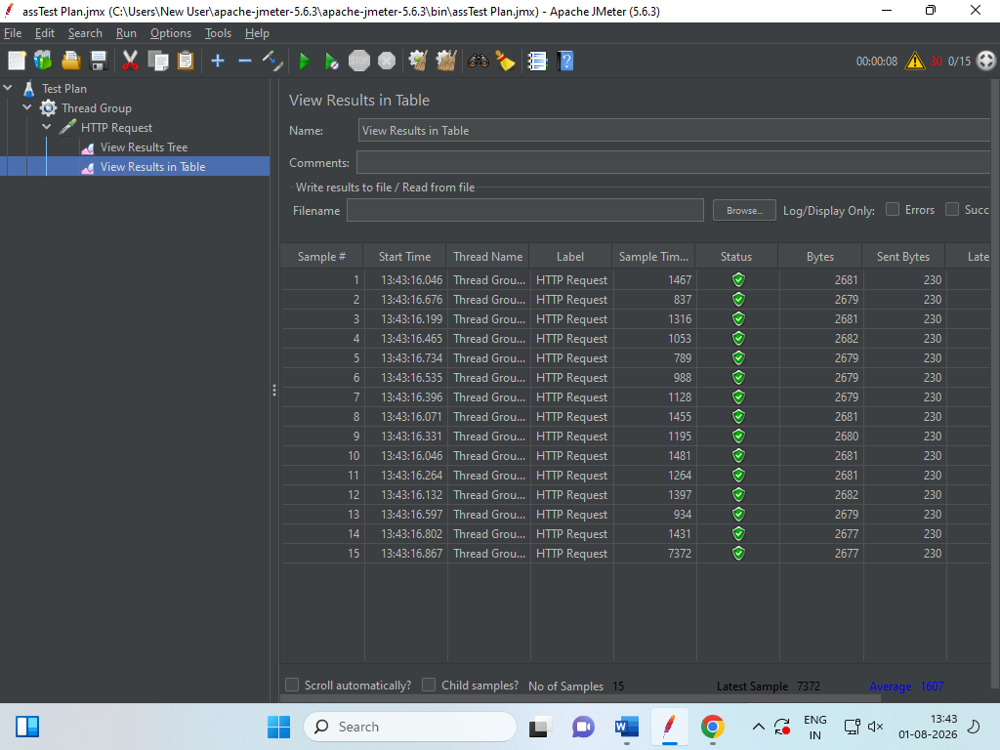 assTest Plan.jmx (C:\Users\New User\apache-jmeter-5.6.3\apache-jmeter-5.6.3\bin\assTest Plan.jmx) - Apache JMeter (5.6.3)
File Edit Search Run Options Tools Help
STOP 00:00:08 30 0/15
Test Plan
Thread Group
HTTP Request
View Results Tree
View Results in Table
View Results in Table
Name: View Results in Table
Comments:
Write results to file / Read from file
Filename Browse... Log/Display Only: Errors Succ
Sample # Start Time Thread Name Label Sample Tim... Status Bytes Sent Bytes Late
1 13:43:16.046 Thread Grou... HTTP Request 1467 2681 230
2 13:43:16.676 Thread Grou... HTTP Request 837 2679 230
3 13:43:16.199 Thread Grou... HTTP Request 1316 2681 230
4 13:43:16.465 Thread Grou... HTTP Request 1053 2682 230
5 13:43:16.734 Thread Grou... HTTP Request 789 2679 230
6 13:43:16.535 Thread Grou... HTTP Request 988 2679 230
7 13:43:16.396 Thread Grou... HTTP Request 1128 2679 230
8 13:43:16.071 Thread Grou... HTTP Request 1455 2681 230
9 13:43:16.331 Thread Grou... HTTP Request 1195 2680 230
10 13:43:16.046 Thread Grou... HTTP Request 1481 2681 230
11 13:43:16.264 Thread Grou... HTTP Request 1264 2681 230
12 13:43:16.132 Thread Grou... HTTP Request 1397 2682 230
13 13:43:16.597 Thread Grou... HTTP Request 934 2679 230
14 13:43:16.802 Thread Grou... HTTP Request 1431 2677 230
15 13:43:16.867 Thread Grou... HTTP Request 7372 2677 230
Scroll automatically? Child samples? No of Samples 15 Latest Sample 7372 Average 1607
Search
ENG
IN
13:43
01-08-2026